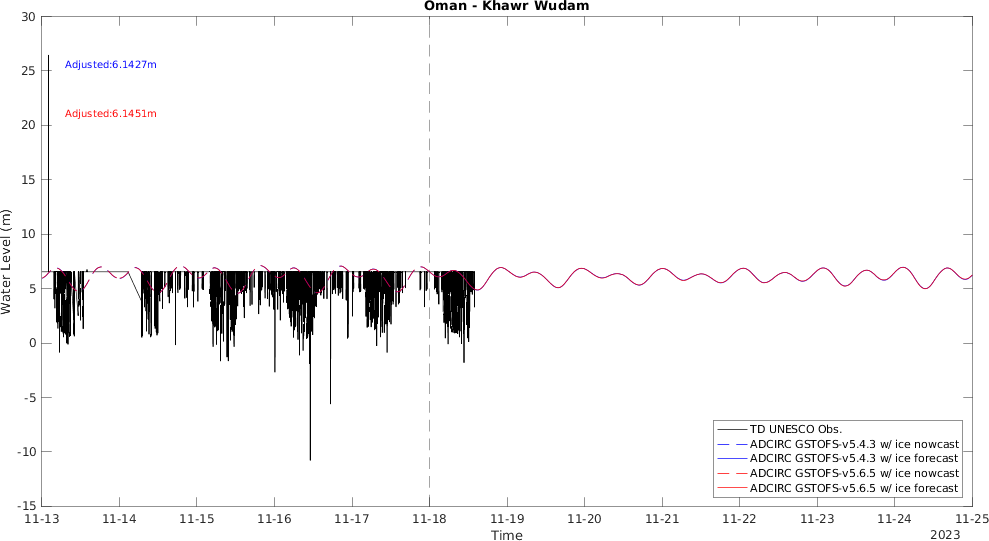 Oman - Khawr Wudam
30
25
20
15
10
5
0
-5
-10
-15
Water Level (m)
Adjusted:6.1427m
Adjusted:6.1451m
TD UNESCO Obs.
ADCIRC GSTOFS-v5.4.3 w/ ice nowcast
ADCIRC GSTOFS-v5.4.3 w/ ice forecast
ADCIRC GSTOFS-v5.6.5 w/ ice nowcast
ADCIRC GSTOFS-v5.6.5 w/ ice forecast
11-13 11-14 11-15 11-16 11-17 11-18 11-19 11-20 11-21 11-22 11-23 11-24 11-25
Time
2023